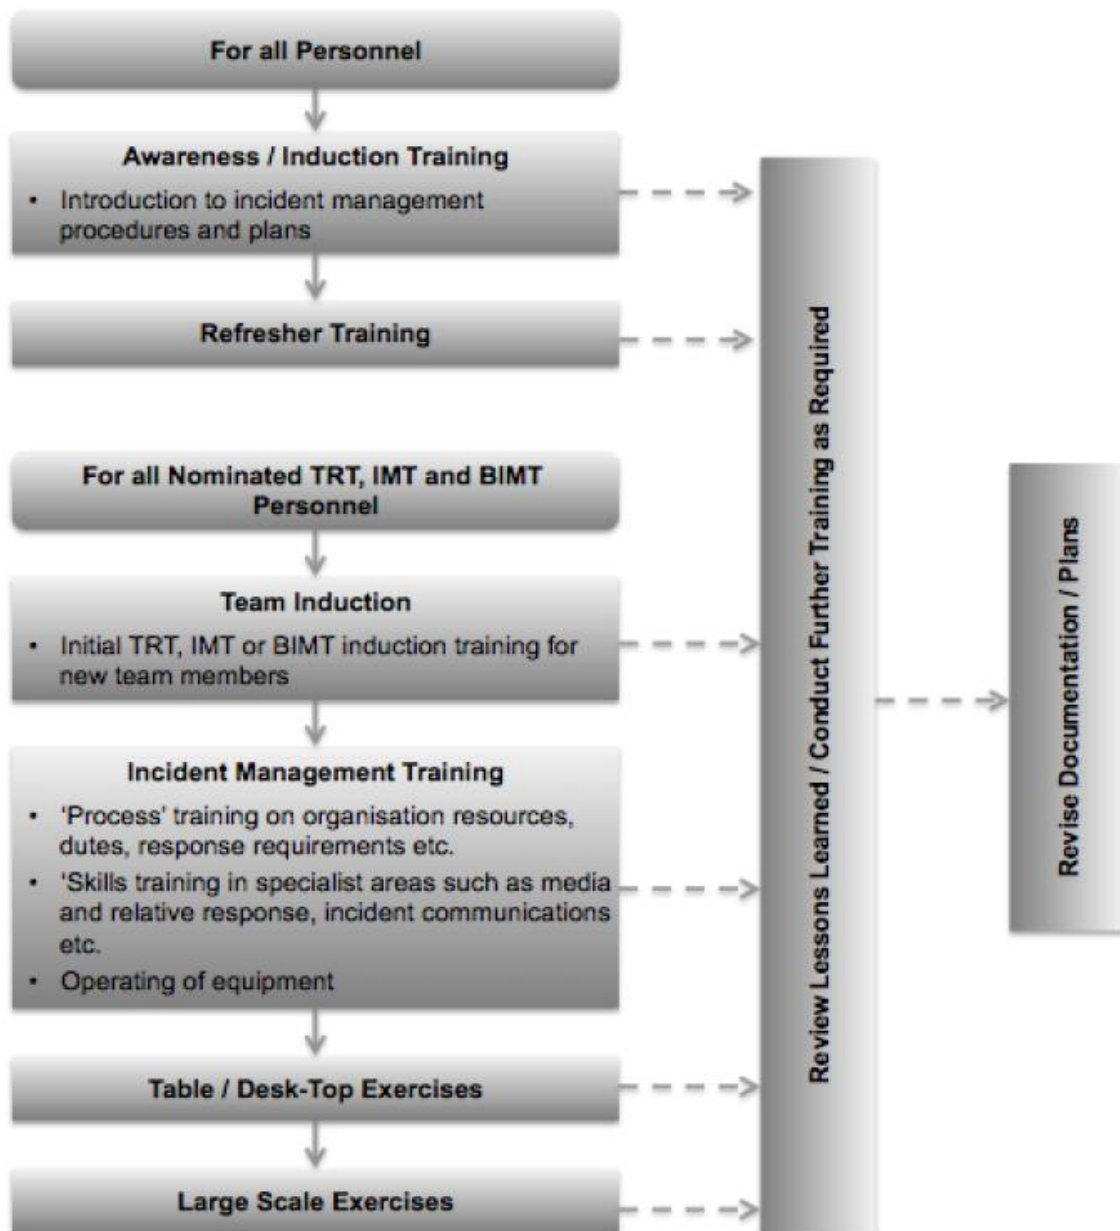 For all Personnel
Awareness / Induction Training
• Introduction to incident management
procedures and plans
Refresher Training
For all Nominated TRT, IMT and BIMT
Personnel
Team Induction
• Initial TRT, IMT or BIMT induction training for
new team members
Incident Management Training
• ‘Process’ training on organisation resources,
dutes, response requirements etc.
• ‘Skills training in specialist areas such as media
and relative response, incident communications
etc.
• Operating of equipment
Table / Desk-Top Exercises
Large Scale Exercises
Review Lessons Learned / Conduct Further Training as Required
Revise Documentation / Plans